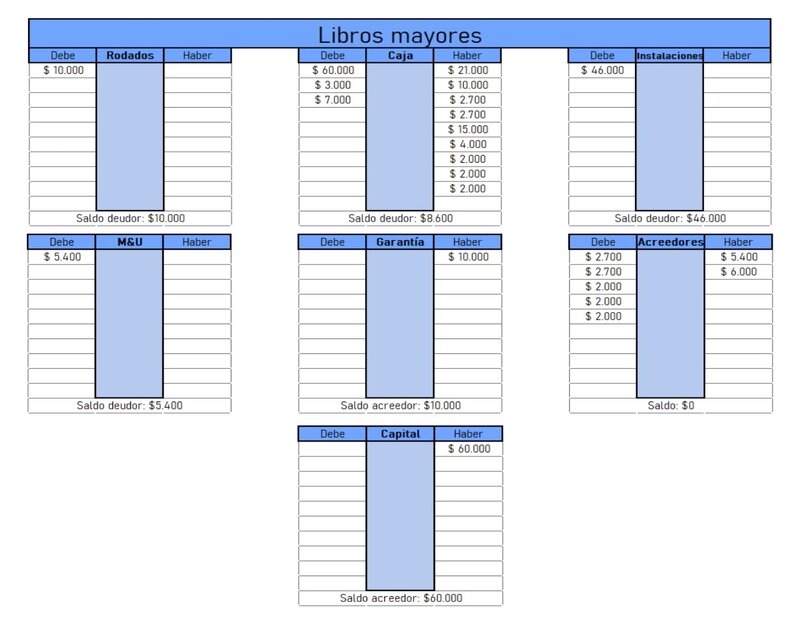 Libros mayores
Debe Rodados Haber Debe Caja Haber Debe Instalaciones Haber
$ 10.000 $ 60.000 $ 21.000 $ 46.000
$ 3.000 $ 10.000
$ 7.000 $ 2.700
$ 2.700
$ 15.000
$ 4.000
$ 2.000
$ 2.000
$ 2.000
Saldo deudor: $10.000 Saldo deudor: $8.600 Saldo deudor: $46.000
Debe M&U Haber Debe Garantía Haber Debe Acreedores Haber
$ 5.400 $ 10.000 $ 2.700 $ 5.400
$ 2.700 $ 6.000
$ 2.000
$ 2.000
$ 2.000
Saldo deudor: $5.400 Saldo acreedor: $10.000 Saldo: $0
Debe Capital Haber
$ 60.000
Saldo acreedor: $60.000